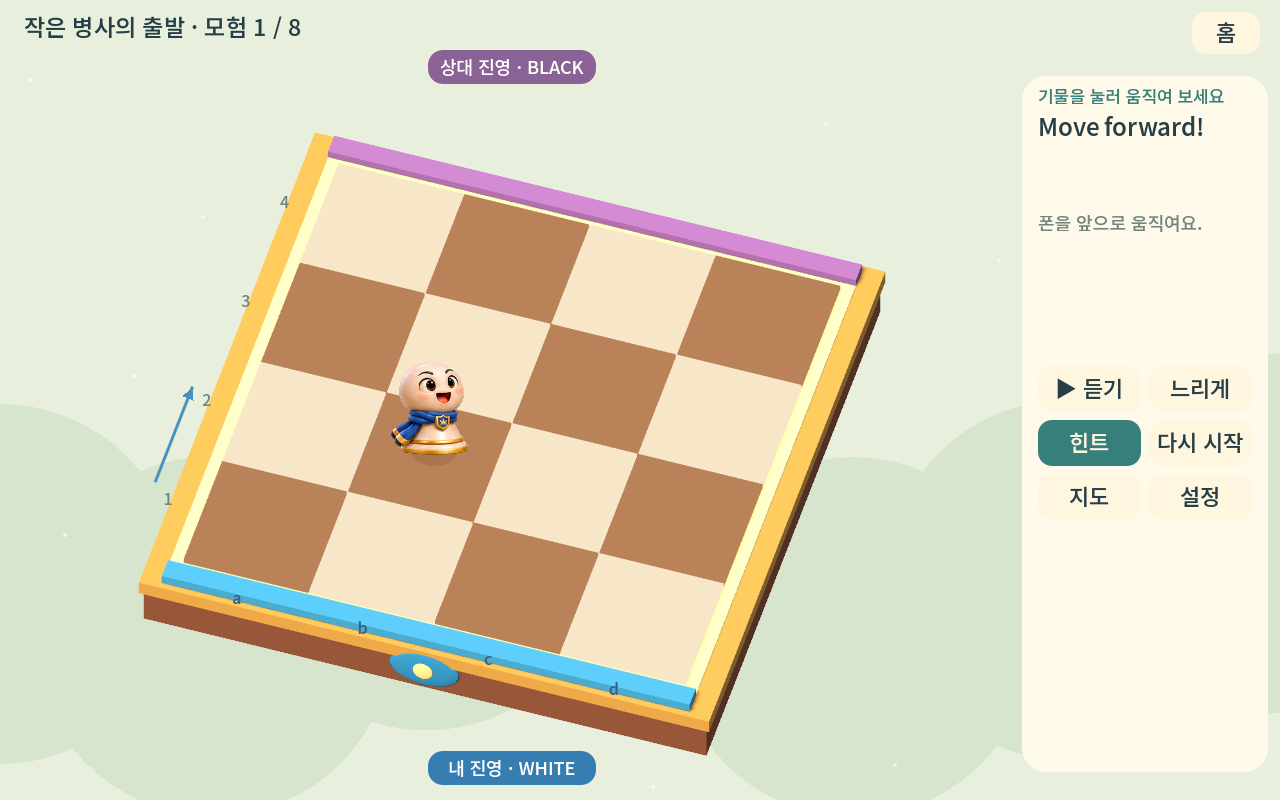 작은 병사의 출발 · 모험 1 / 8
홈
상대 진영 · BLACK
기물을 눌러 움직여 보세요
Move forward!
폰을 앞으로 움직여요.
▶ 듣기
느리게
힌트
다시 시작
지도
설정
4
3
2
1
a
b
c
d
내 진영 · WHITE